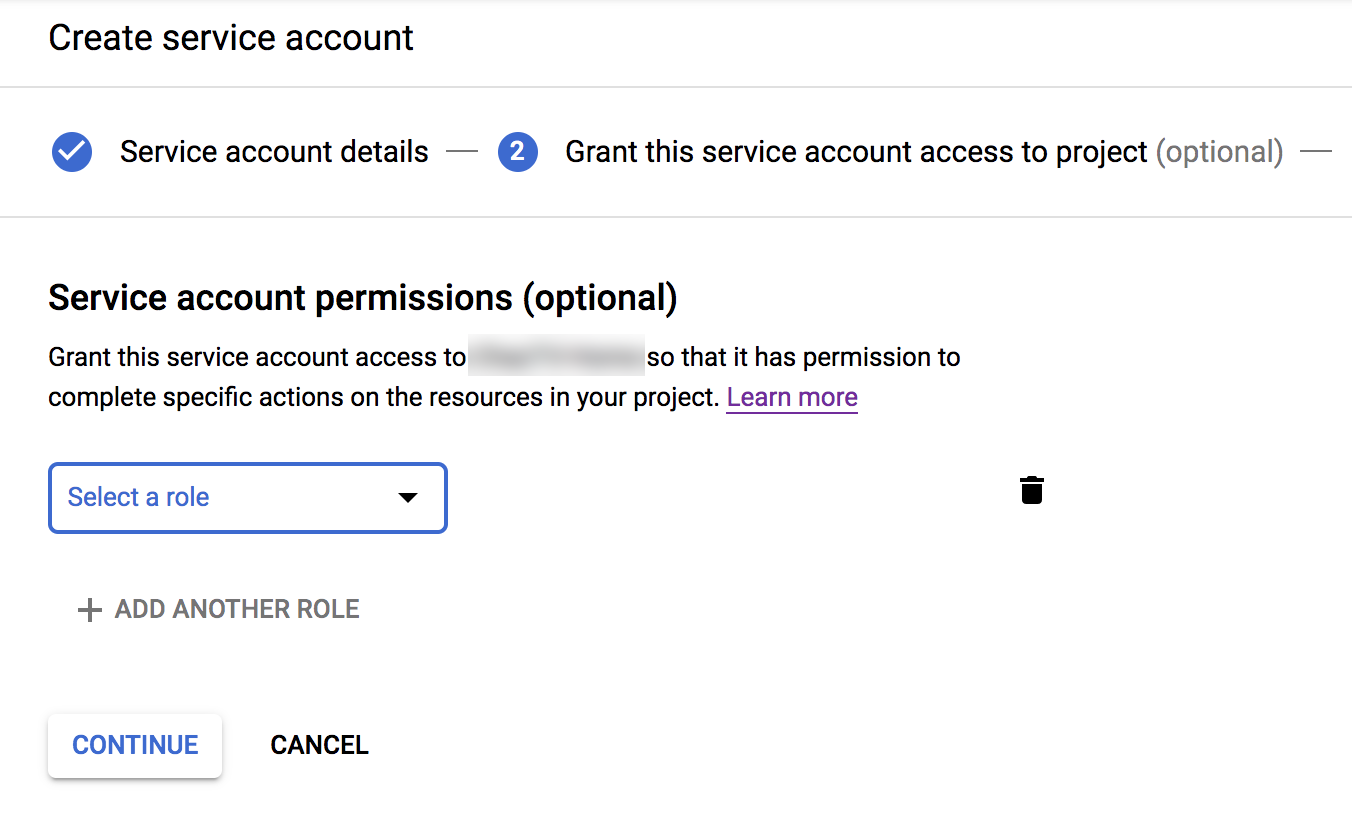 Create service account
Service account details
2 Grant this service account access to project (optional)
Service account permissions (optional)
Grant this service account access to so that it has permission to
complete specific actions on the resources in your project. Learn more
Select a role
ADD ANOTHER ROLE
CONTINUE CANCEL